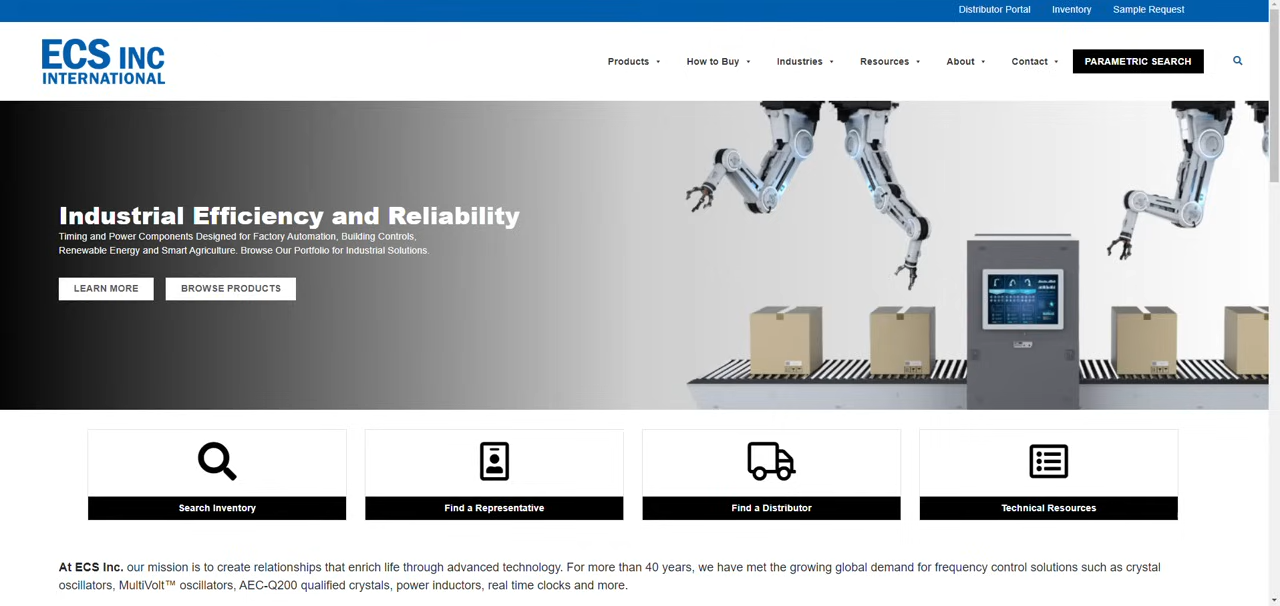 Distributor Portal Inventory Sample Request
ECS INC
INTERNATIONAL
Products How to Buy Industries Resources About Contact PARAMETRIC SEARCH
Industrial Efficiency and Reliability
Timing and Power Components Designed for Factory Automation, Building Controls,
Renewable Energy and Smart Agriculture. Browse Our Portfolio for Industrial Solutions.
LEARN MORE BROWSE PRODUCTS
Search Inventory Find a Representative Find a Distributor Technical Resources
At ECS Inc. our mission is to create relationships that enrich life through advanced technology. For more than 40 years, we have met the growing global demand for frequency control solutions such as crystal
oscillators, MultiVolt™ oscillators, AEC-Q200 qualified crystals, power inductors, real time clocks and more.